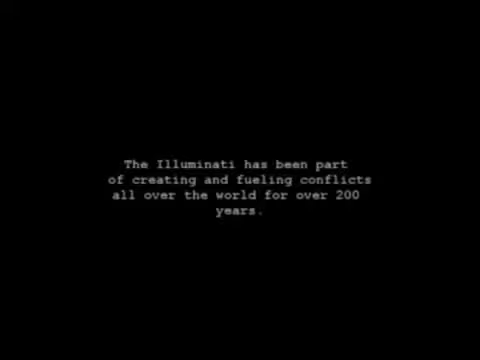 The Illuminati has been part
of creating and fueling conflicts
all over the world for over 200
years.